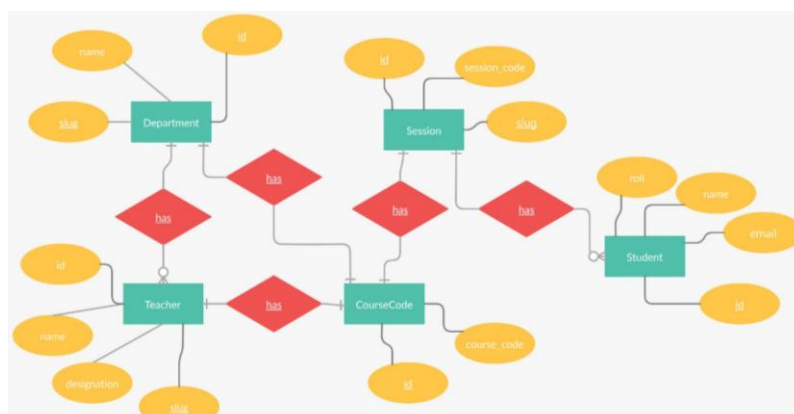 id
name
id
session_code
Department
slug
Session
slug
roll
name
has
has
has
has
email
id
Student
Teacher
has
CourseCode
name
course_code
designation
id
slug